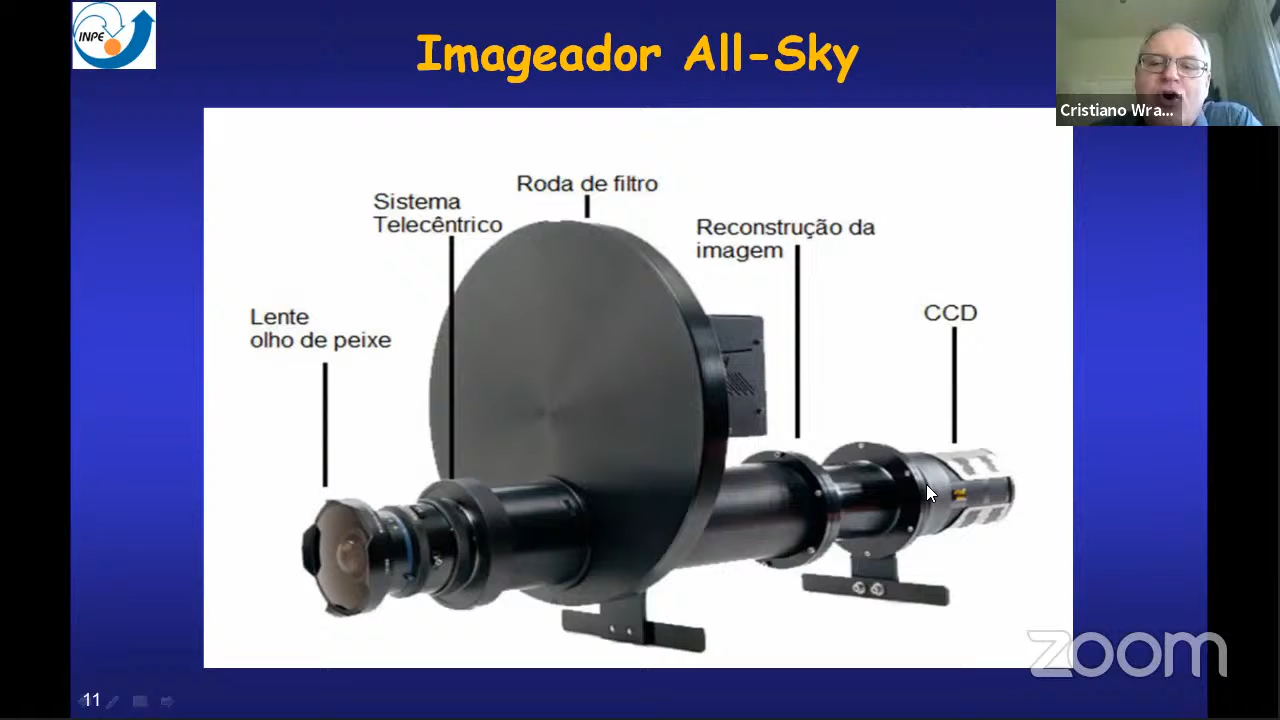 INPE
Imageador All-Sky
Cristiano Wra...
Roda de filtro
Sistema
Telecêntrico
Reconstrução da
imagem
Lente
olho de peixe
CCD
zoom
11